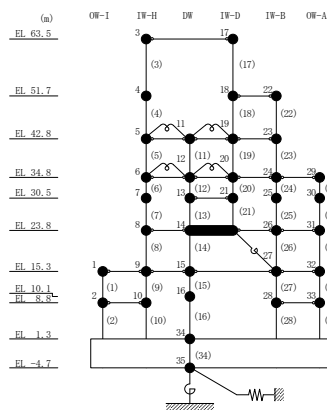 (m) OW-I IW-H DW IW-D IW-B OW-A
EL 63.5 3 17
(3) (17)
EL 51.7 4 18 22
(4) (18) (22)
EL 42.8 5 11 19 23
(5) (11) (19) (23)
EL 34.8 6 12 20 24 29
(6) (12) (20) (24)
EL 30.5 7 13 21 25 30
(7) (13) (21) (25)
EL 23.8 8 14 26 31
(8) (14) (26)
27
EL 15.3 1 9 15 32
(1) (9) (15) (27)
EL 10.1 16
EL 8.8 2 10 28 33
(2) (10) (16) (28)
EL 1.3 34
(34)
EL -4.7 35